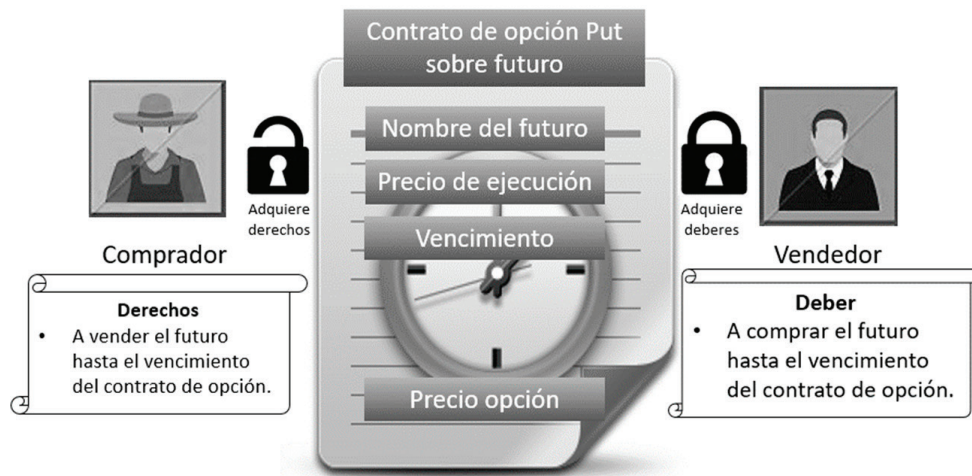 Contrato de opción Put
sobre futuro
Nombre del futuro
Precio de ejecución
Vencimiento
Precio opción
Adquiere
derechos
Comprador
Derechos
• A vender el futuro
hasta el vencimiento
del contrato de opción.
Adquiere
deberes
Vendedor
Deber
• A comprar el futuro
hasta el vencimiento
del contrato de opción.